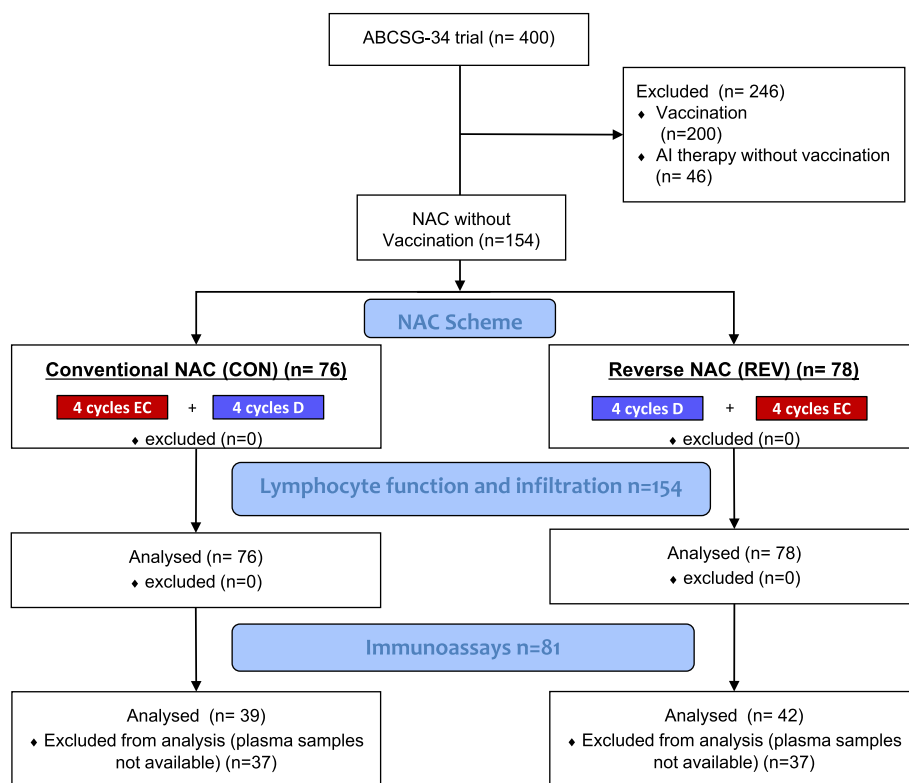 ABCSG-34 trial (n= 400)
Excluded (n= 246)
♦ Vaccination
(n=200)
♦ AI therapy without vaccination
(n= 46)
NAC without
Vaccination (n=154)
NAC Scheme
Conventional NAC (CON) (n= 76)
4 cycles EC + 4 cycles D
♦ excluded (n=0)
Reverse NAC (REV) (n= 78)
4 cycles D + 4 cycles EC
♦ excluded (n=0)
Lymphocyte function and infiltration n=154
Analysed (n= 76)
♦ excluded (n=0)
Analysed (n= 78)
♦ excluded (n=0)
Immunoassays n=81
Analysed (n= 39)
♦ Excluded from analysis (plasma samples
not available) (n=37)
Analysed (n= 42)
♦ Excluded from analysis (plasma samples
not available) (n=37)